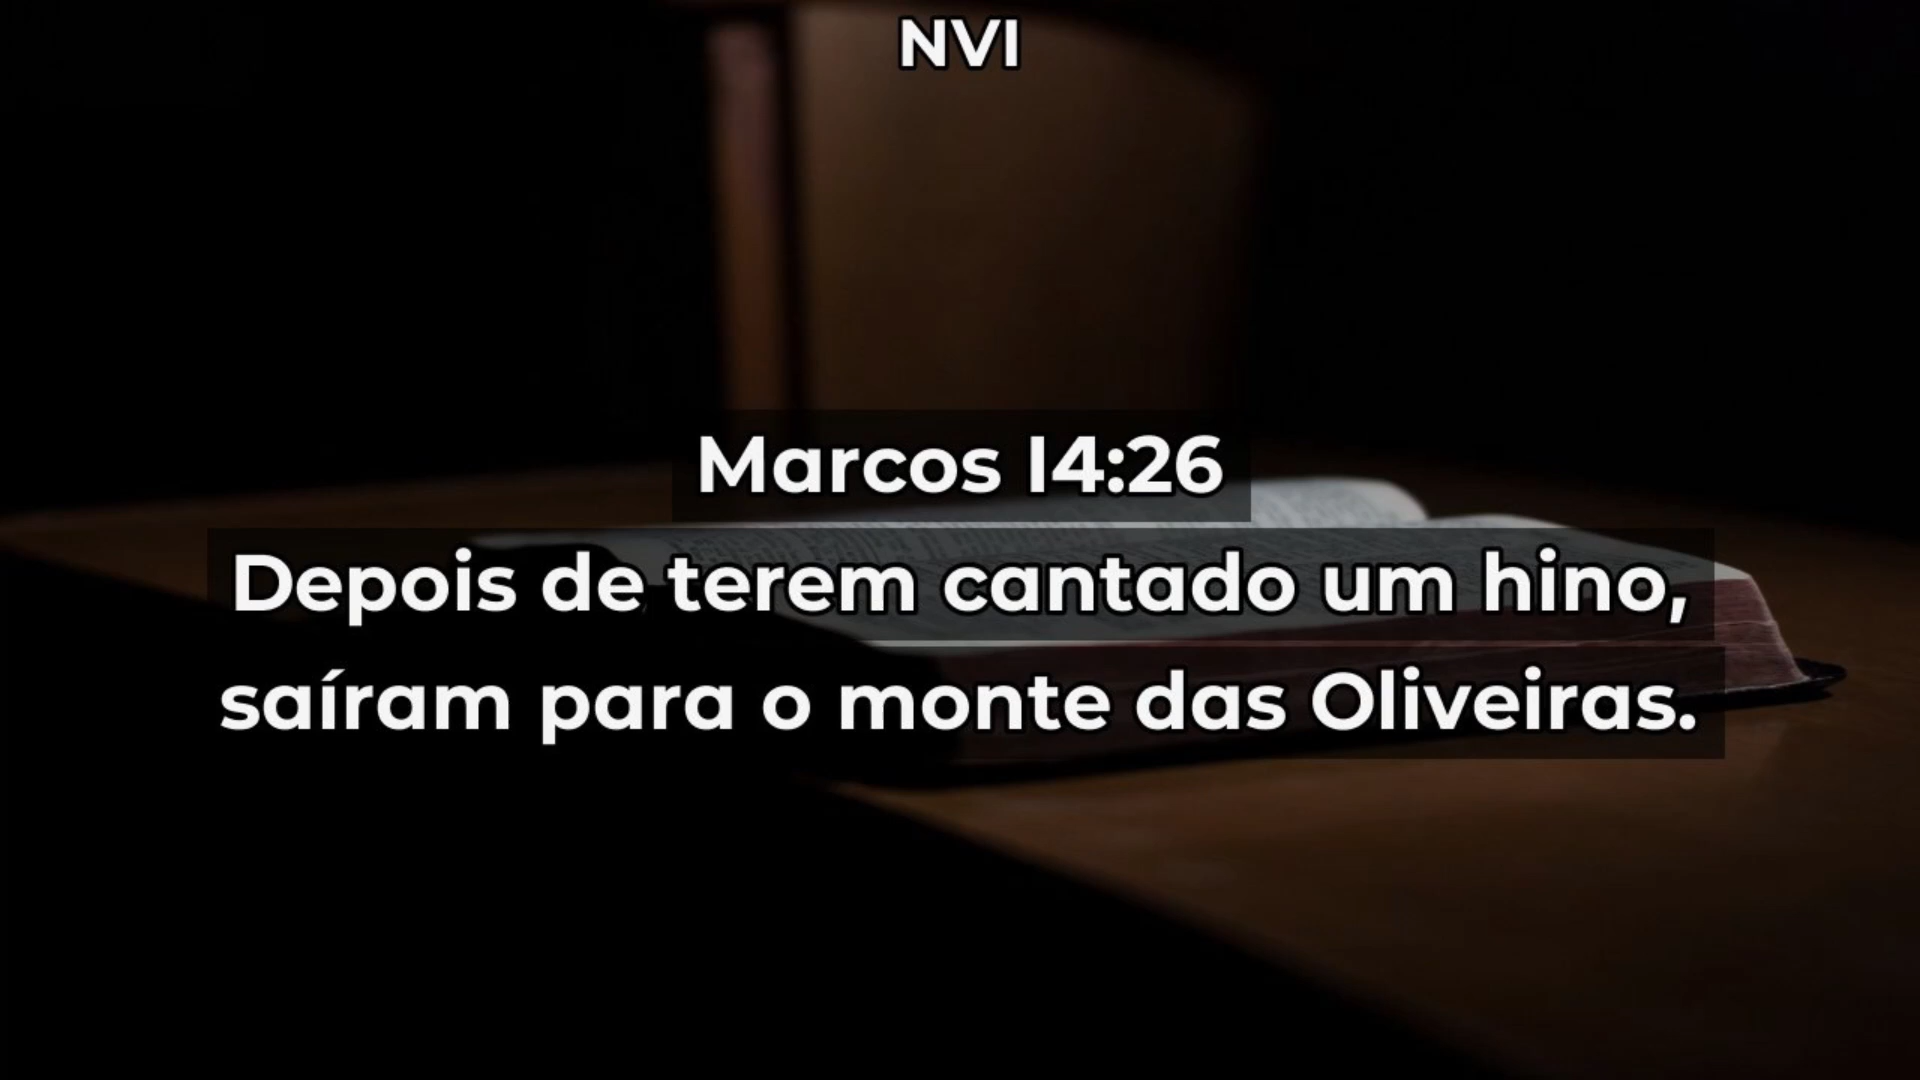 NVI
Marcos 14:26
Depois de terem cantado um hino,
saíram para o monte das Oliveiras.